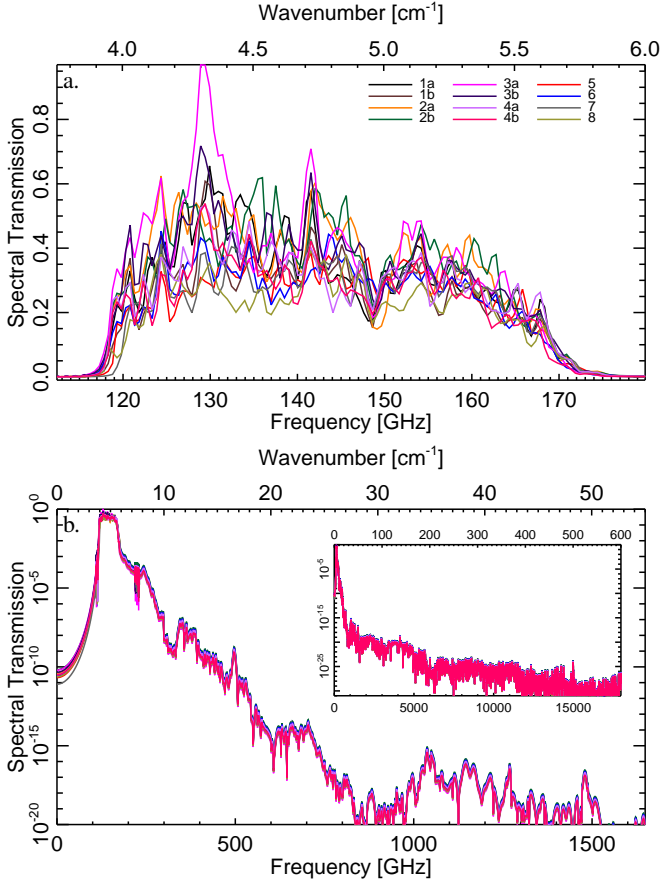 Wavenumber [cm-1]
4.0 4.5 5.0 5.5 6.0
a.
1a 3a 5
1b 3b 6
2a 4a 7
2b 4b 8
Spectral Transmission
0.8
0.6
0.4
0.2
0.0
120 130 140 150 160 170
Frequency [GHz]
Wavenumber [cm-1]
0 10 20 30 40 50
b.
Spectral Transmission
10^0
10^-5
10^-10
10^-15
10^-20
0 100 200 300 400 500 600
10^-5
10^-15
10^-25
0 5000 10000 15000
0 500 1000 1500
Frequency [GHz]